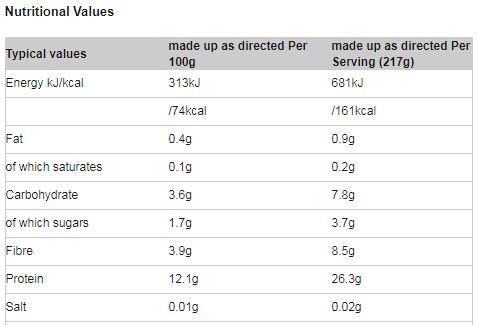 Nutritional Values
Typical values made up as directed Per 100g made up as directed Per Serving (217g)
Energy kJ/kcal 313kJ 681kJ
/74kcal /161kcal
Fat 0.4g 0.9g
of which saturates 0.1g 0.2g
Carbohydrate 3.6g 7.8g
of which sugars 1.7g 3.7g
Fibre 3.9g 8.5g
Protein 12.1g 26.3g
Salt 0.01g 0.02g